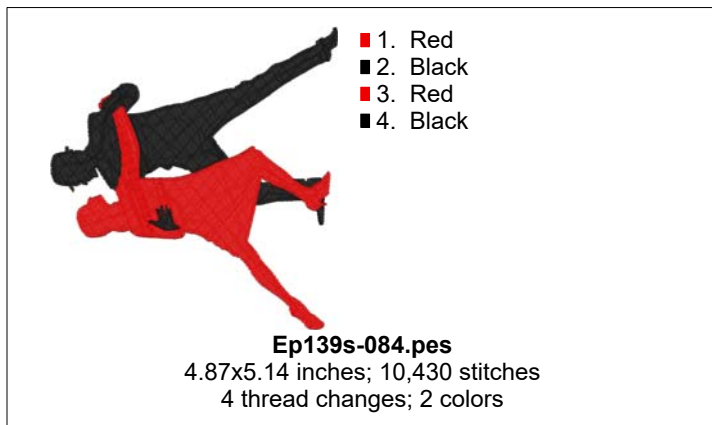 1. Red
2. Black
3. Red
4. Black
Ep139s-084.pes
4.87x5.14 inches; 10,430 stitches
4 thread changes; 2 colors